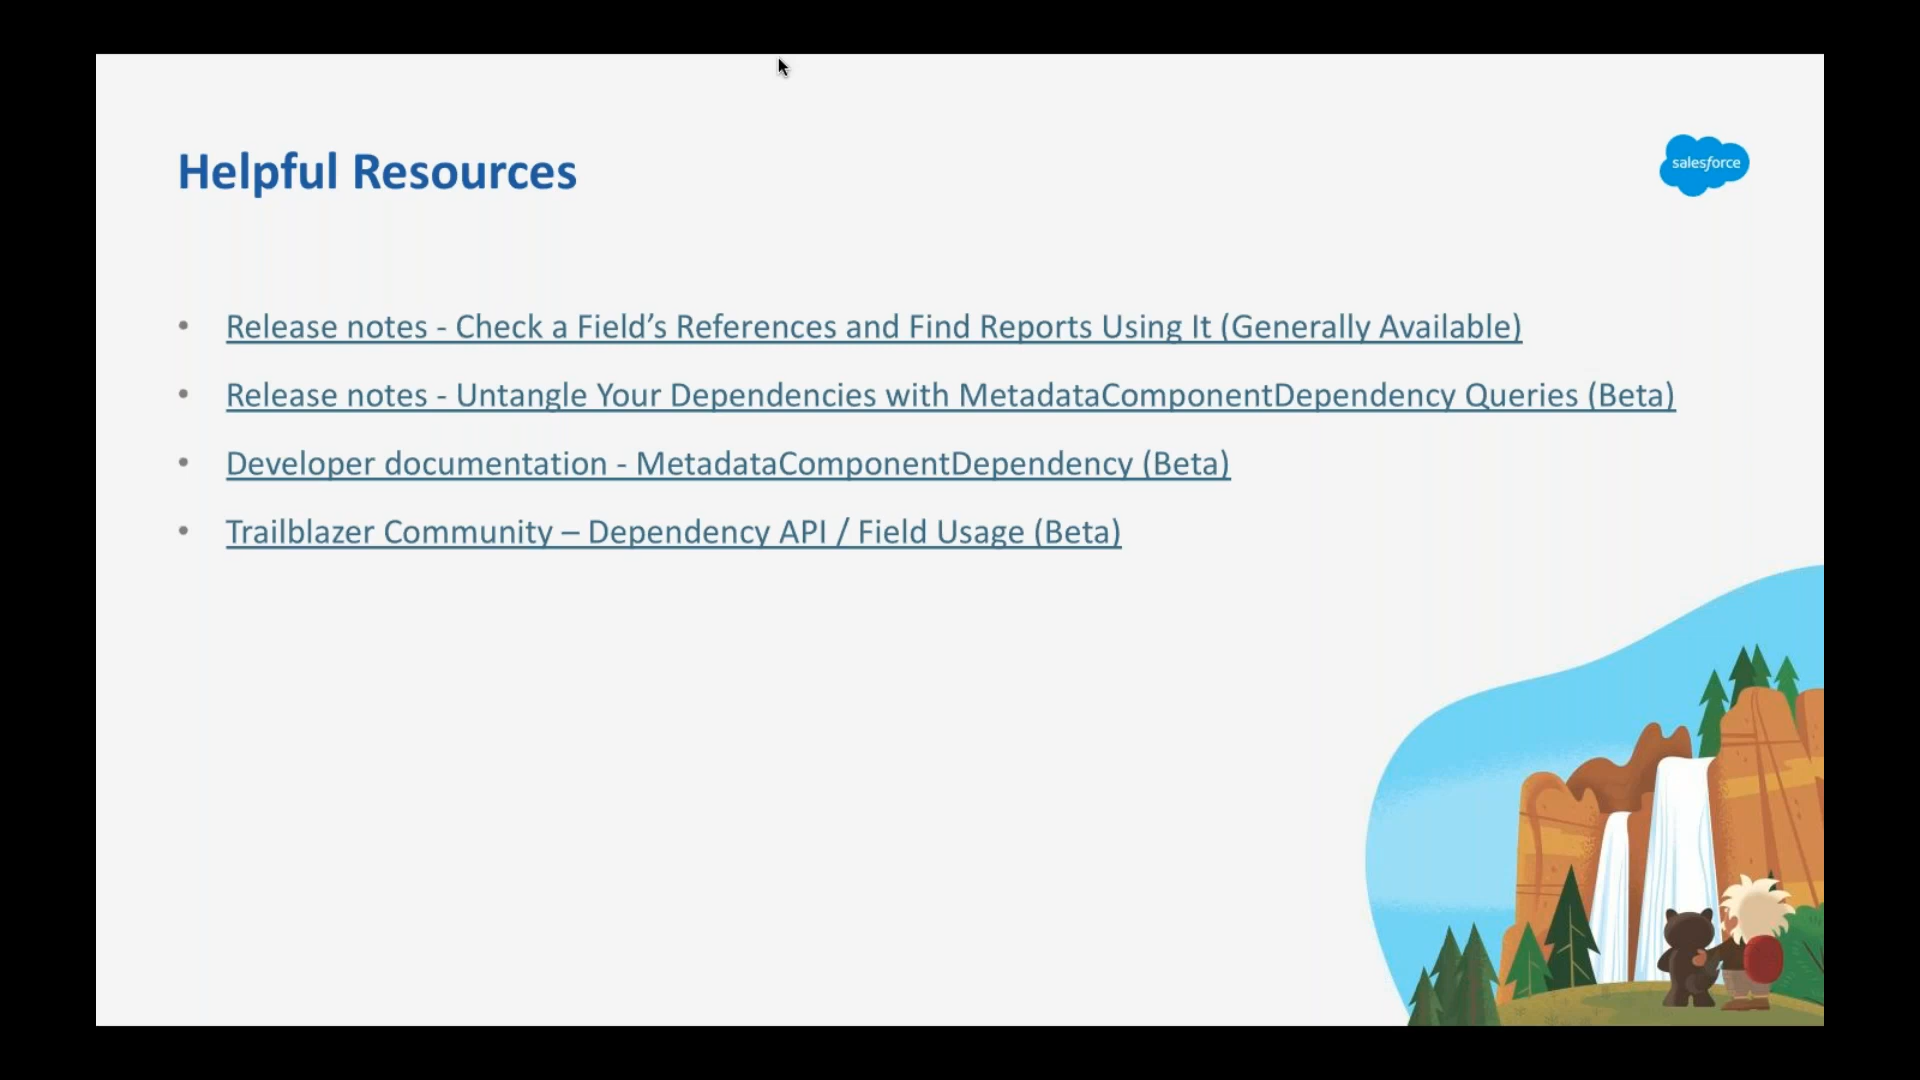 Helpful Resources
salesforce
• Release notes - Check a Field’s References and Find Reports Using It (Generally Available)
• Release notes - Untangle Your Dependencies with MetadataComponentDependency Queries (Beta)
• Developer documentation - MetadataComponentDependency (Beta)
• Trailblazer Community – Dependency API / Field Usage (Beta)